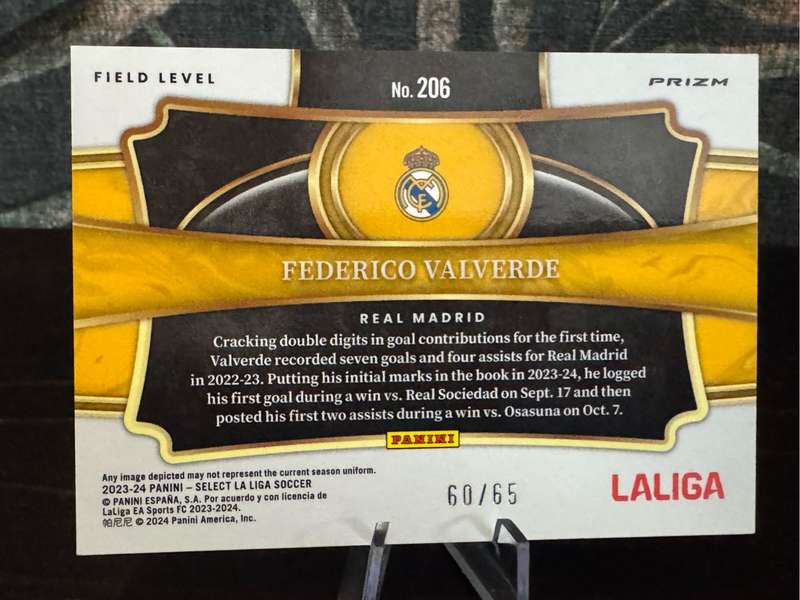 FIELD LEVEL
No. 206
PRIZM
FEDERICO VALVERDE
REAL MADRID
Cracking double digits in goal contributions for the first time,
Valverde recorded seven goals and four assists for Real Madrid
in 2022-23. Putting his initial marks in the book in 2023-24, he logged
his first goal during a win vs. Real Sociedad on Sept. 17 and then
posted his first two assists during a win vs. Osasuna on Oct. 7.
PANINI
Any image depicted may not represent the current season uniform.
2023-24 PANINI – SELECT LA LIGA SOCCER
© PANINI ESPAÑA, S.A. Por acuerdo y con licencia de
LaLiga EA Sports FC 2023-2024.
帕尼尼 © 2024 Panini America, Inc.
60/65
LALIGA